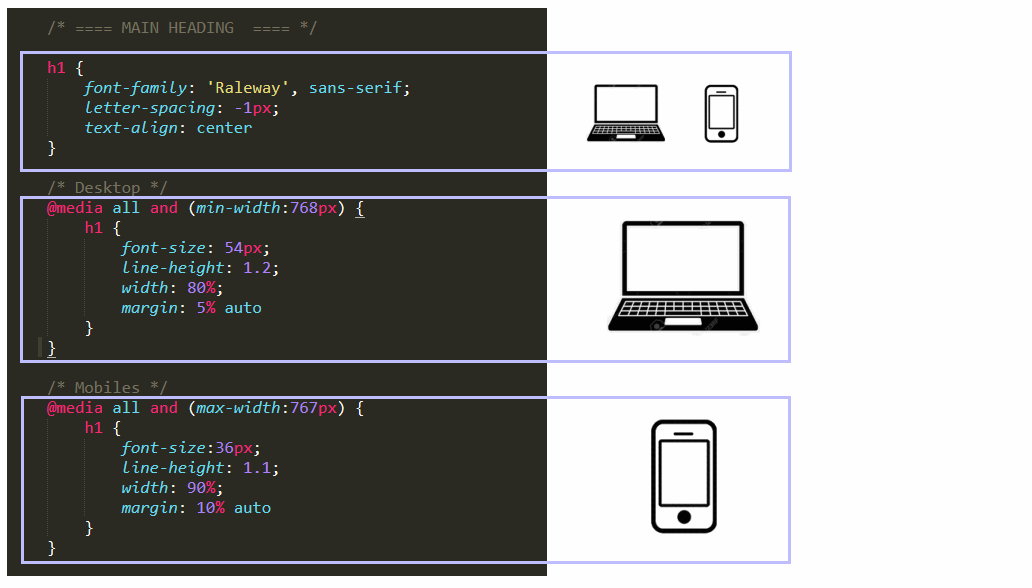 /* ==== MAIN HEADING  ==== */
h1 {
    font-family: 'Raleway', sans-serif;
    letter-spacing: -1px;
    text-align: center
}
/* Desktop */
@media all and (min-width:768px) {
    h1 {
        font-size: 54px;
        line-height: 1.2;
        width: 80%;
        margin: 5% auto
    }
}
/* Mobiles */
@media all and (max-width:767px) {
    h1 {
        font-size:36px;
        line-height: 1.1;
        width: 90%;
        margin: 10% auto
    }
}